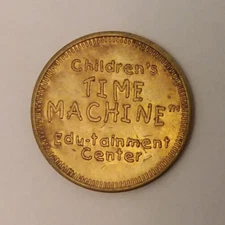 Children's
TIME
MACHINE™
Edu-tainment
Center